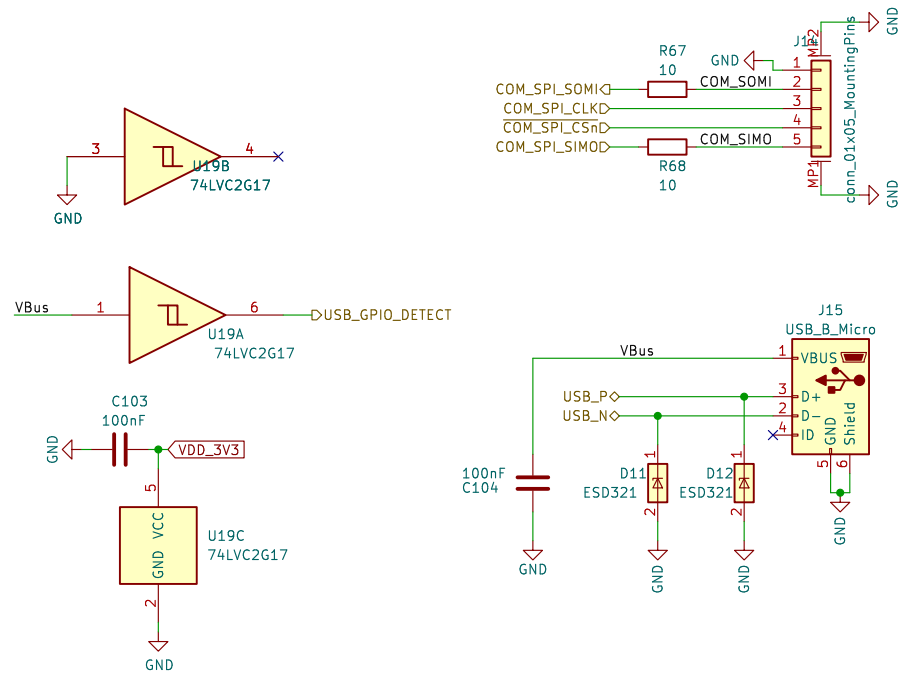 3
4
U19B
74LVC2G17
GND
VBus
1
6
USB_GPIO_DETECT
U19A
74LVC2G17
C103
100nF
GND
VDD_3V3
5
VCC
GND
U19C
74LVC2G17
2
GND
R67
10
COM_SPI_SOMI
COM_SPI_CLK
COM_SPI_CSn
COM_SPI_SIMO
COM_SOMI
COM_SIMO
R68
10
GND
MP2
GND
1
2
3
4
5
conn_01x05_MountingPins
MP1
GND
J15
USB_B_Micro
VBus
1
VBUS
USB_P
3
D+
USB_N
2
D-
4
ID
GND
Shield
5
6
GND
100nF
C104
GND
1
D11
ESD321
2
GND
1
D12
ESD321
2
GND